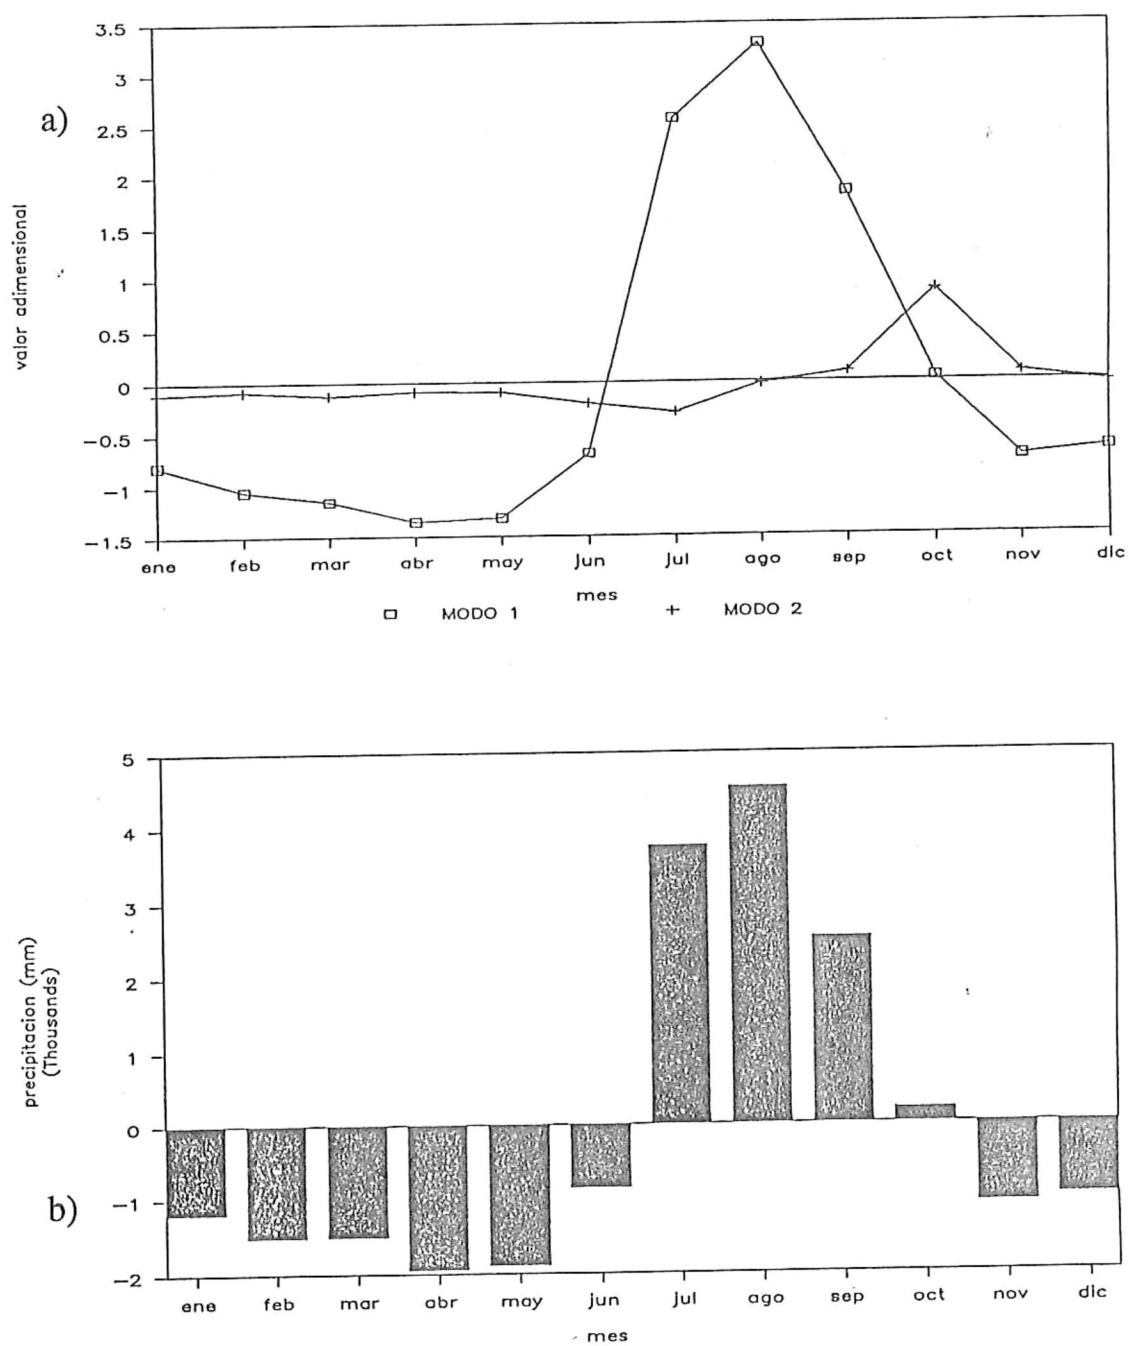 a)
valor adimensional
3.5
3
2.5
2
1.5
1
0.5
0
−0.5
−1
−1.5
ene feb mar abr may jun jul ago sep oct nov dic
mes
MODO 1 MODO 2
b)
precipitacion (mm)
(Thousands)
5
4
3
2
1
0
−1
−2
ene feb mar abr may jun jul ago sep oct nov dic
mes